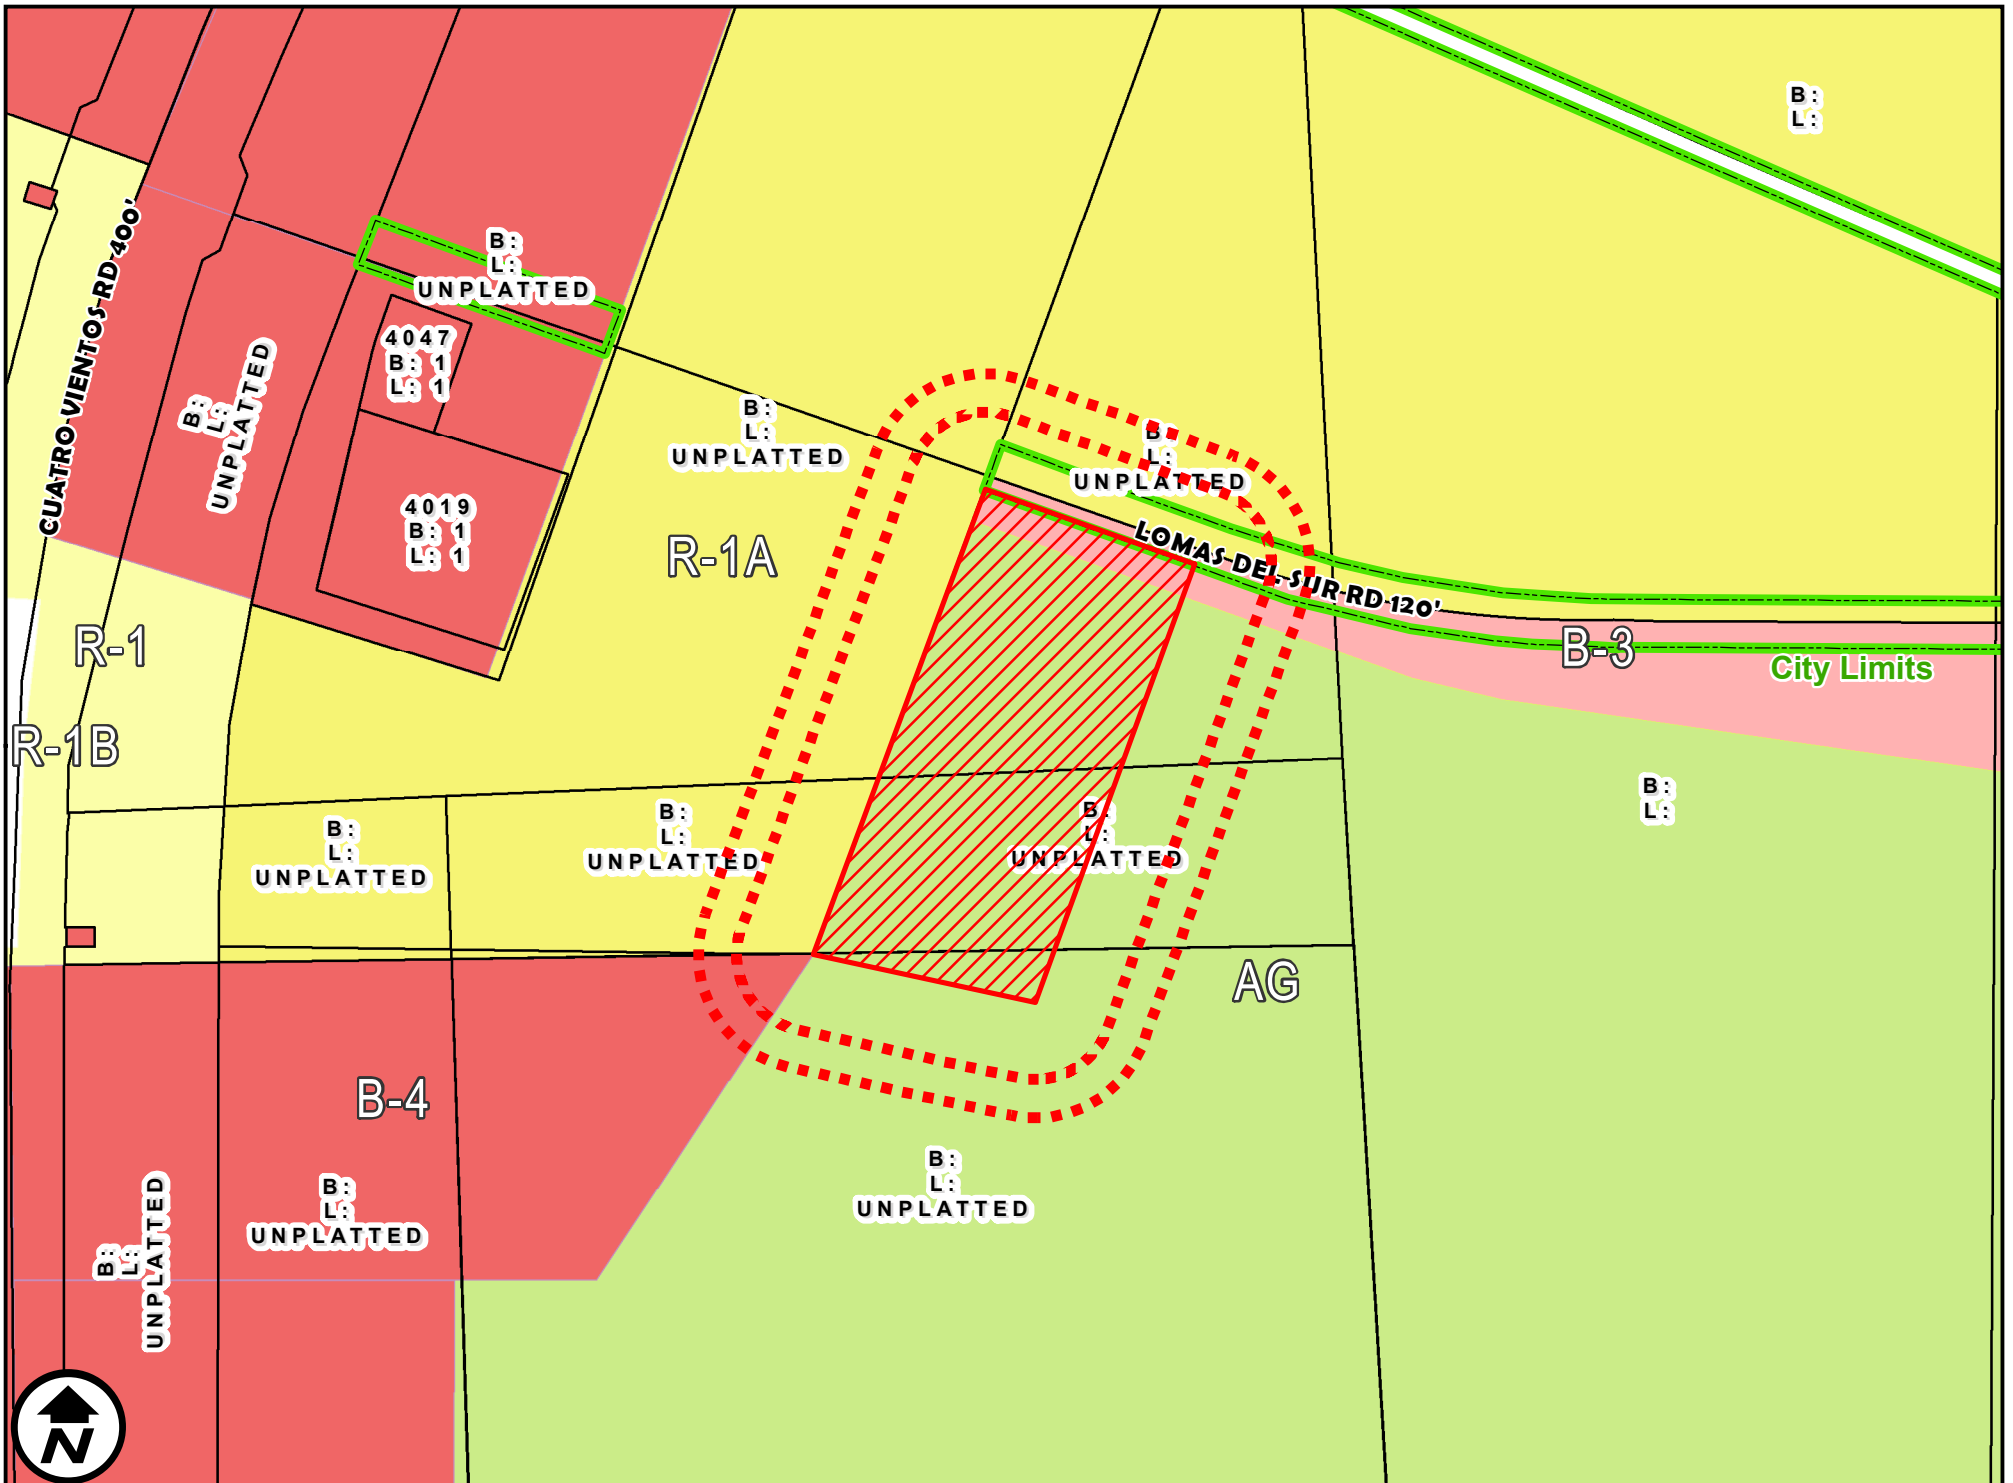 B:
L:
CUATRO VIENTOS RD 400'
B:
L:
UNPLATTED
B:
L:
UNPLATTED
4047
B: 1
L: 1
4019
B: 1
L: 1
B:
L:
UNPLATTED
R-1A
B:
L:
UNPLATTED
LOMAS DEL SUR RD 120'
B-3
City Limits
R-1
R-1B
B:
L:
UNPLATTED
B:
L:
UNPLATTED
B:
L:
UNPLATTED
B:
L:
AG
B-4
B:
L:
UNPLATTED
B:
L:
UNPLATTED
B:
L:
UNPLATTED
N